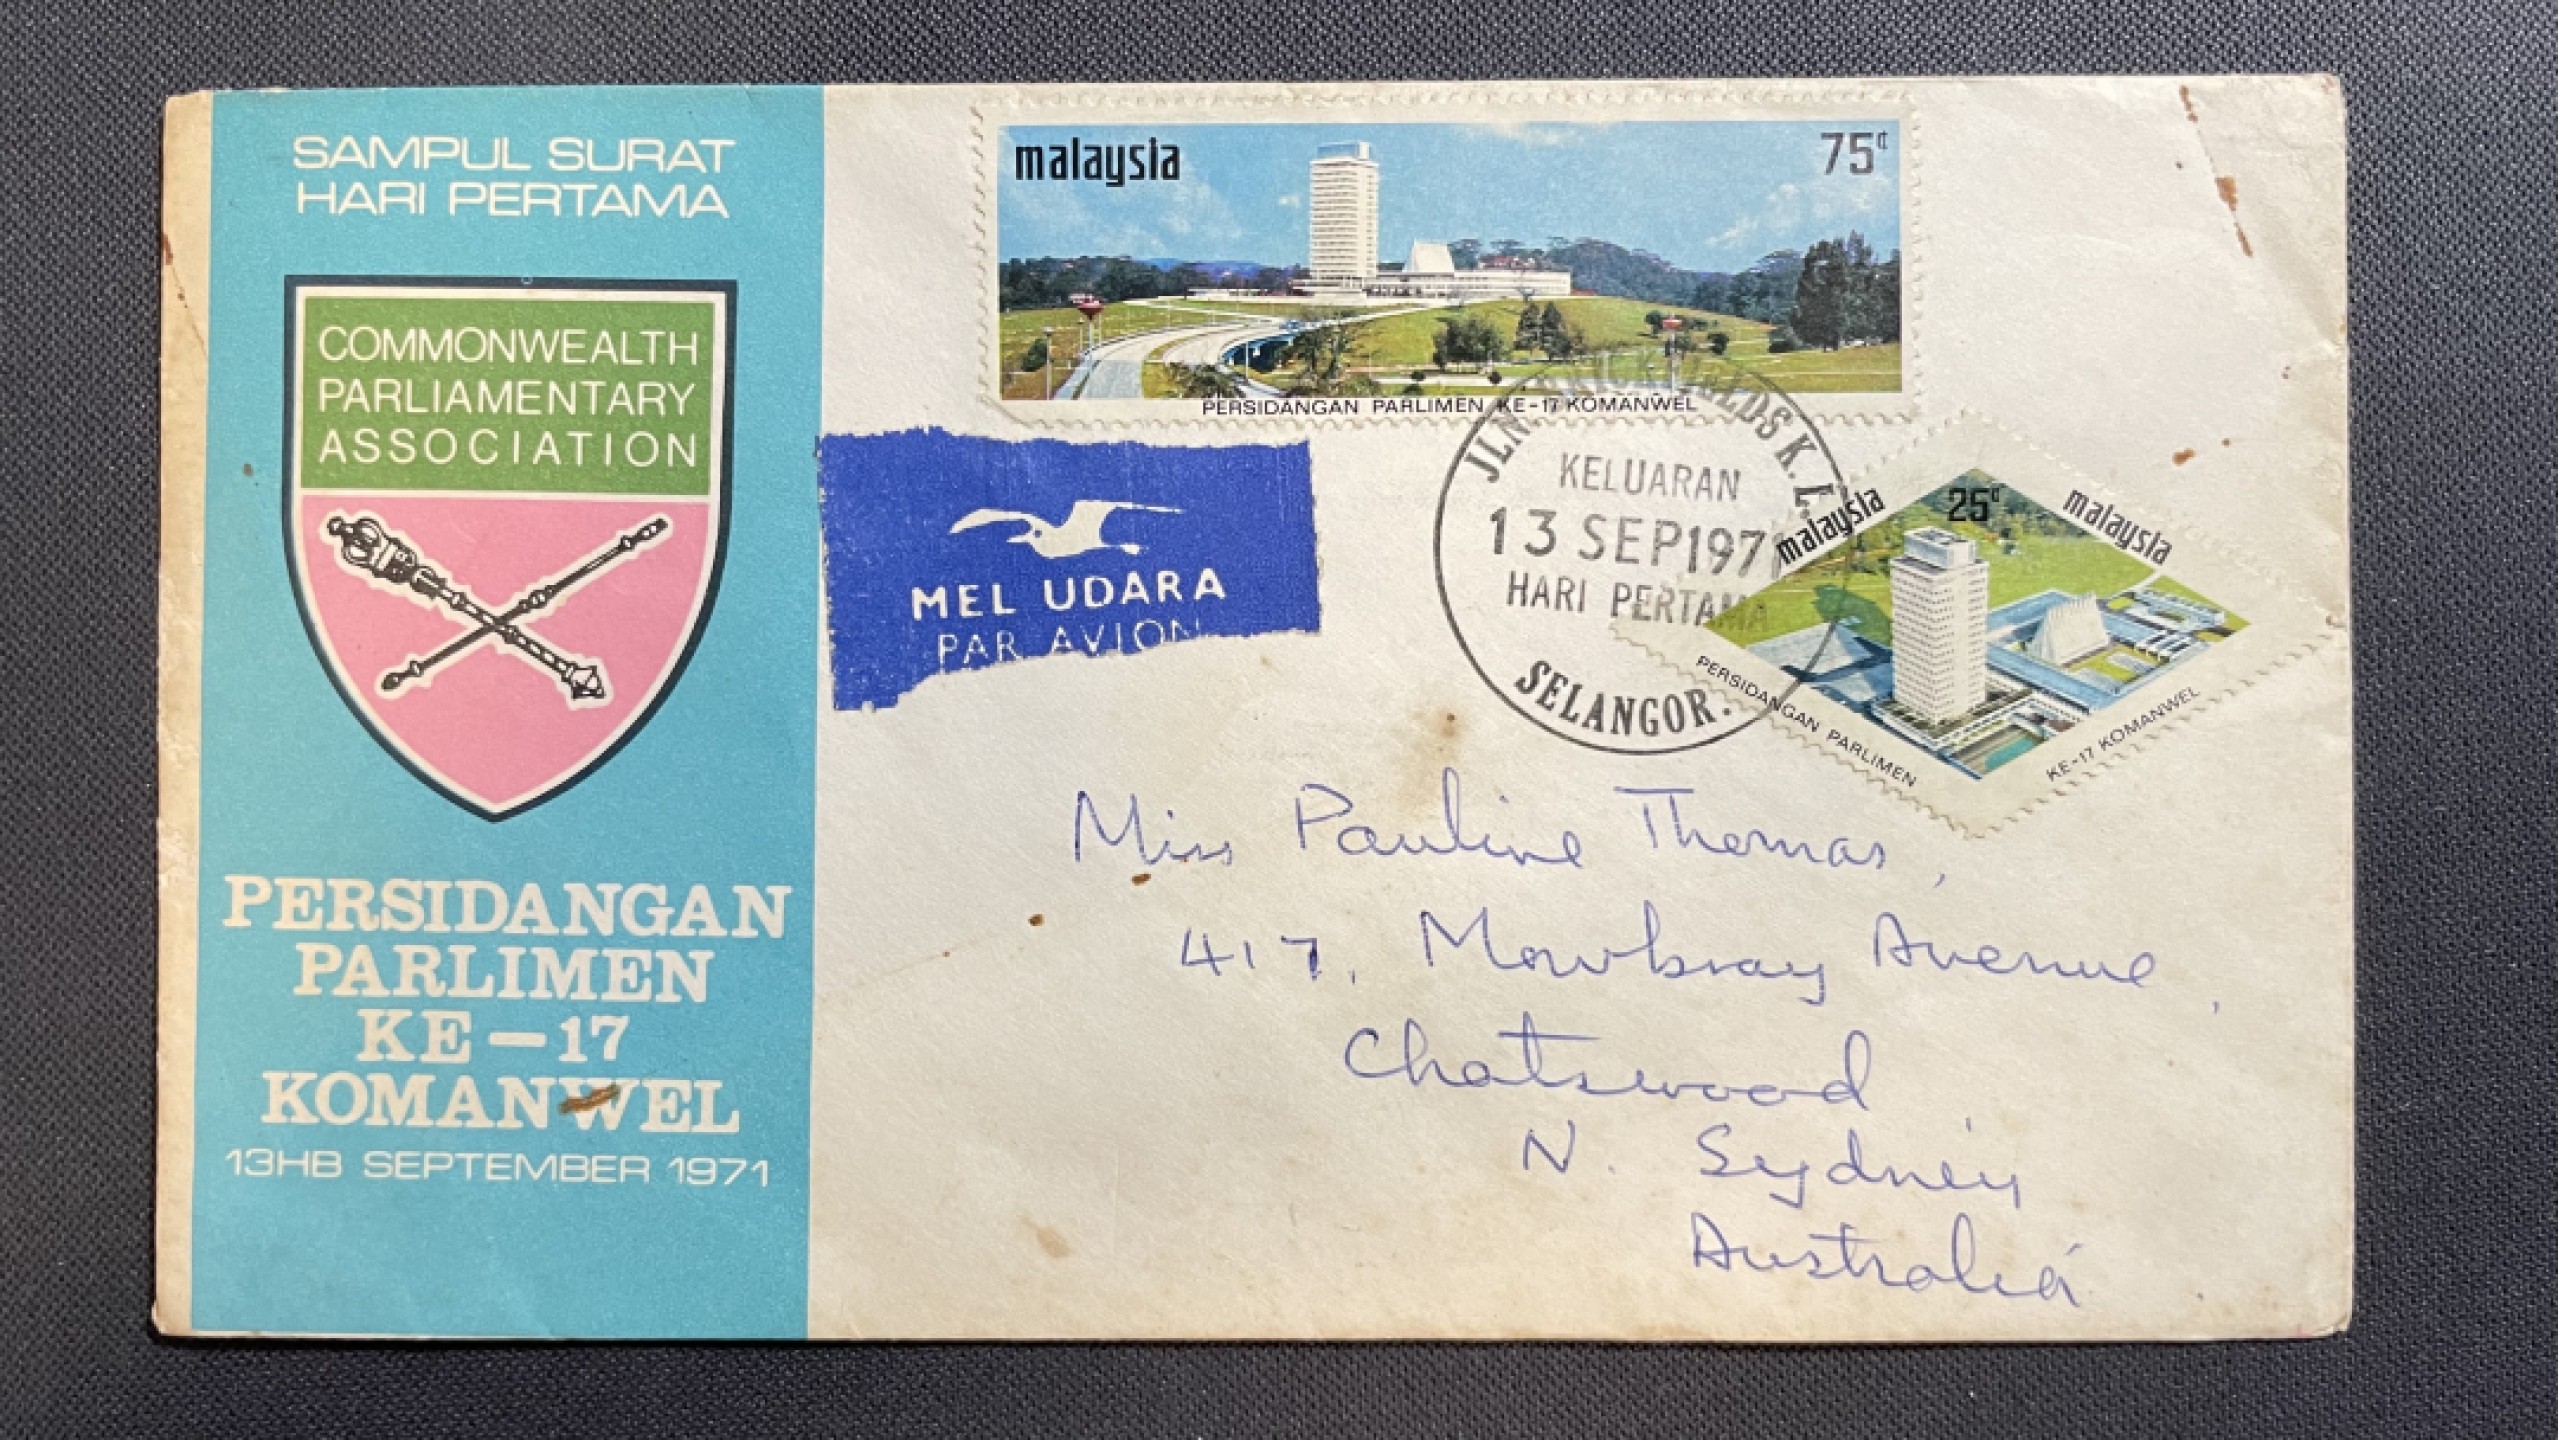 SAMPUL SURAT
HARI PERTAMA
COMMONWEALTH
PARLIAMENTARY
ASSOCIATION
PERSIDANGAN
PARLIMEN
KE-17
KOMANWEL
13HB SEPTEMBER 1971
malaysia 75¢
PERSIDANGAN PARLIMEN KE-17 KOMANWEL
MEL UDARA
PAR AVION
JLN. BRICKFIELDS K.L.
KELUARAN
13 SEP 1971
HARI PERTAMA
SELANGOR.
malaysia 25¢ malaysia
PERSIDANGAN PARLIMEN KE-17 KOMANWEL
Miss Pauline Thomas,
417, Mowbray Avenue,
Chatswood,
N. Sydney
Australia